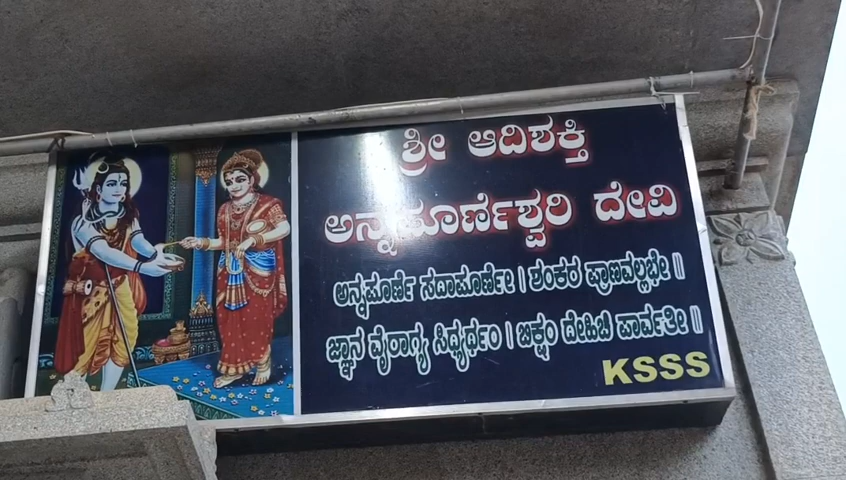 ಶ್ರೀ ಆದಿಶಕ್ತಿ
ಅನ್ನಪೂರ್ಣೇಶ್ವರಿ ದೇವಿ
ಅನ್ನಪೂರ್ಣೆ ಸದಾಪೂರ್ಣೇ | ಶಂಕರ ಪ್ರಾಣವಲ್ಲಭೇ ||
ಜ್ಞಾನ ವೈರಾಗ್ಯ ಸಿಧ್ಯರ್ಥಂ | ಬಿಕ್ಷಂ ದೇಹಿಚ ಪಾರ್ವತೀ ||
KSSS